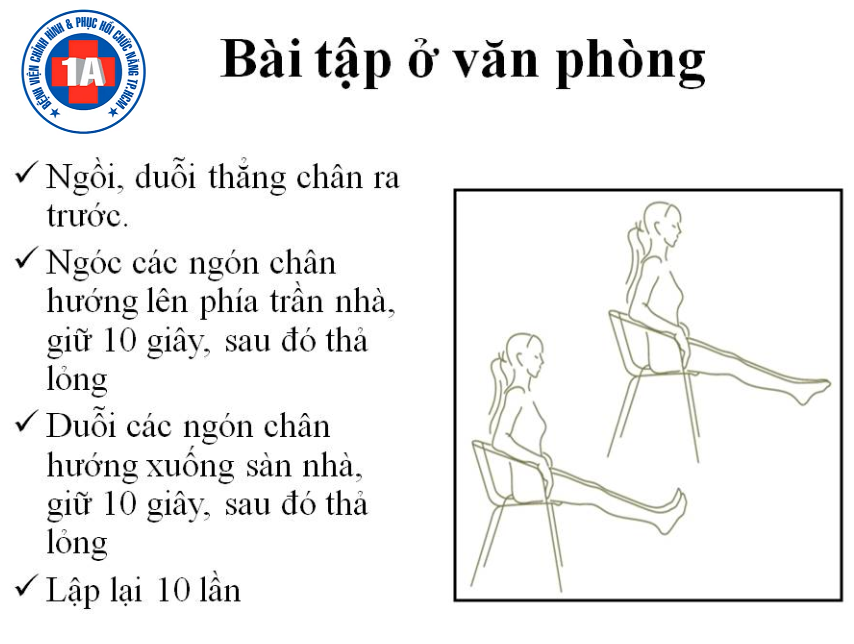 BỆNH VIỆN CHỈNH HÌNH & PHỤC HỒI CHỨC NĂNG TP.HCM
1A
Bài tập ở văn phòng
Ngồi, duỗi thẳng chân ra
trước.
Ngóc các ngón chân
hướng lên phía trần nhà,
giữ 10 giây, sau đó thả
lỏng
Duỗi các ngón chân
hướng xuống sàn nhà,
giữ 10 giây, sau đó thả
lỏng
Lập lại 10 lần